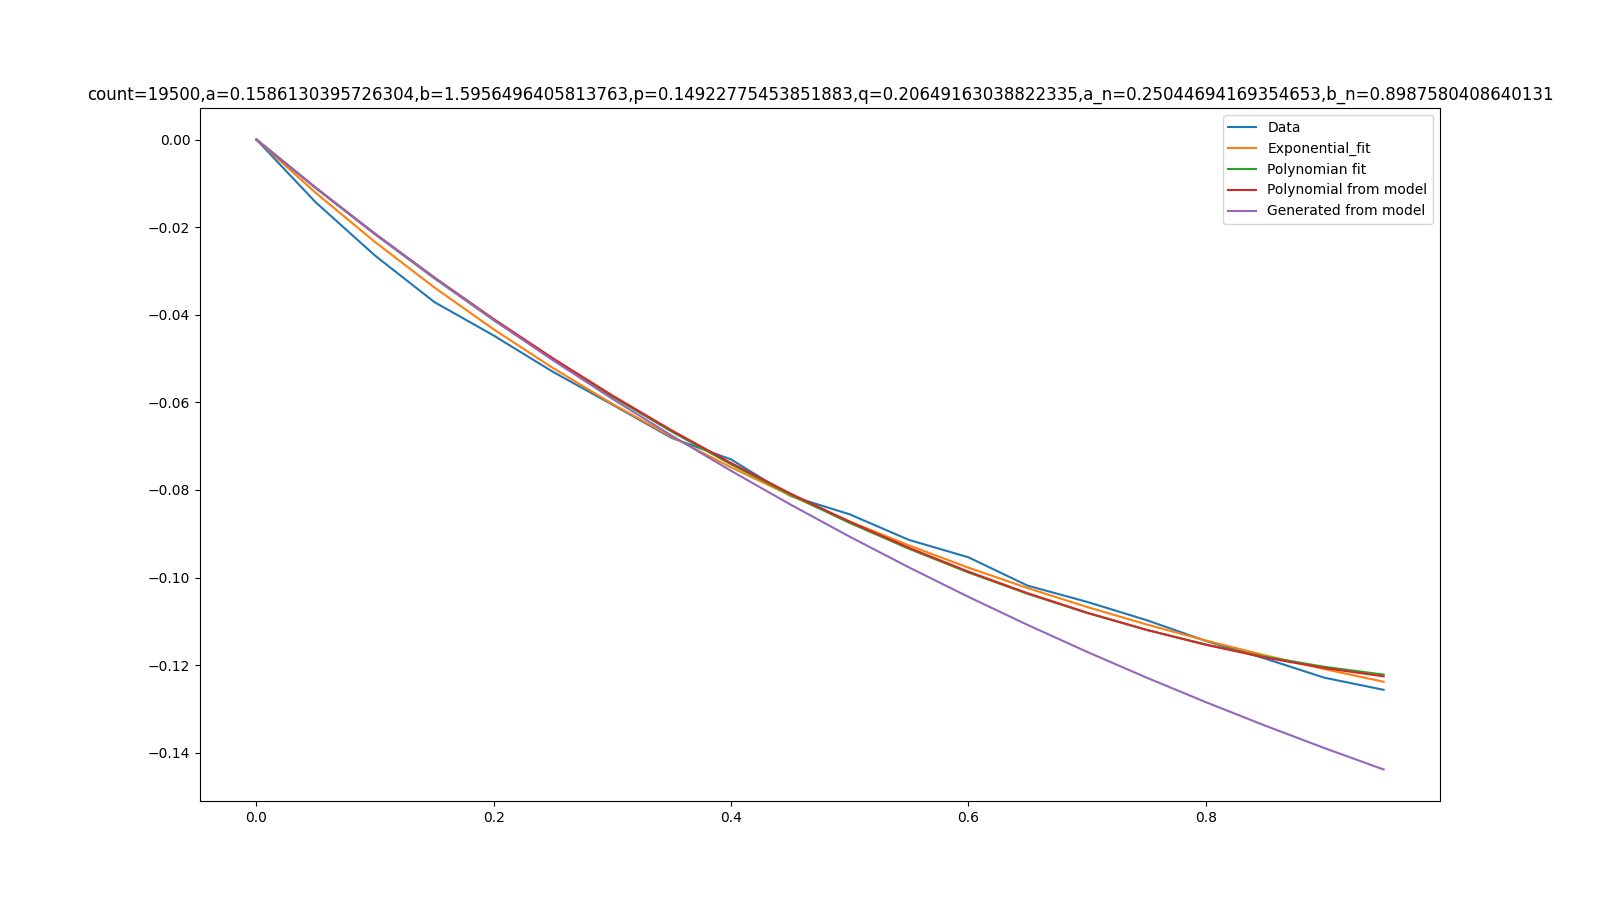 count=19500,a=0.1586130395726304,b=1.5956496405813763,p=0.14922775453851883,q=0.20649163038822335,a_n=0.25044694169354653,b_n=0.8987580408640131
Data
Exponential_fit
Polynomian fit
Polynomial from model
Generated from model
0.00
−0.02
−0.04
−0.06
−0.08
−0.10
−0.12
−0.14
0.0 0.2 0.4 0.6 0.8